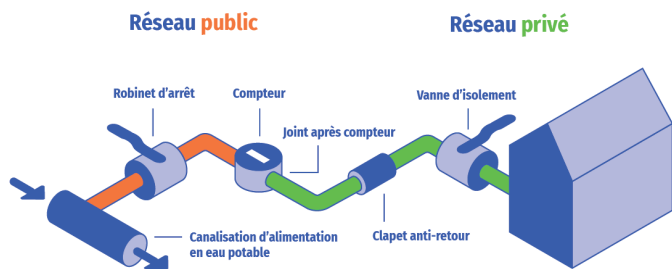 Réseau public
Réseau privé
Robinet d'arrêt
Compteur
Vanne d'isolement
Joint après compteur
Canalisation d'alimentation
en eau potable
Clapet anti-retour